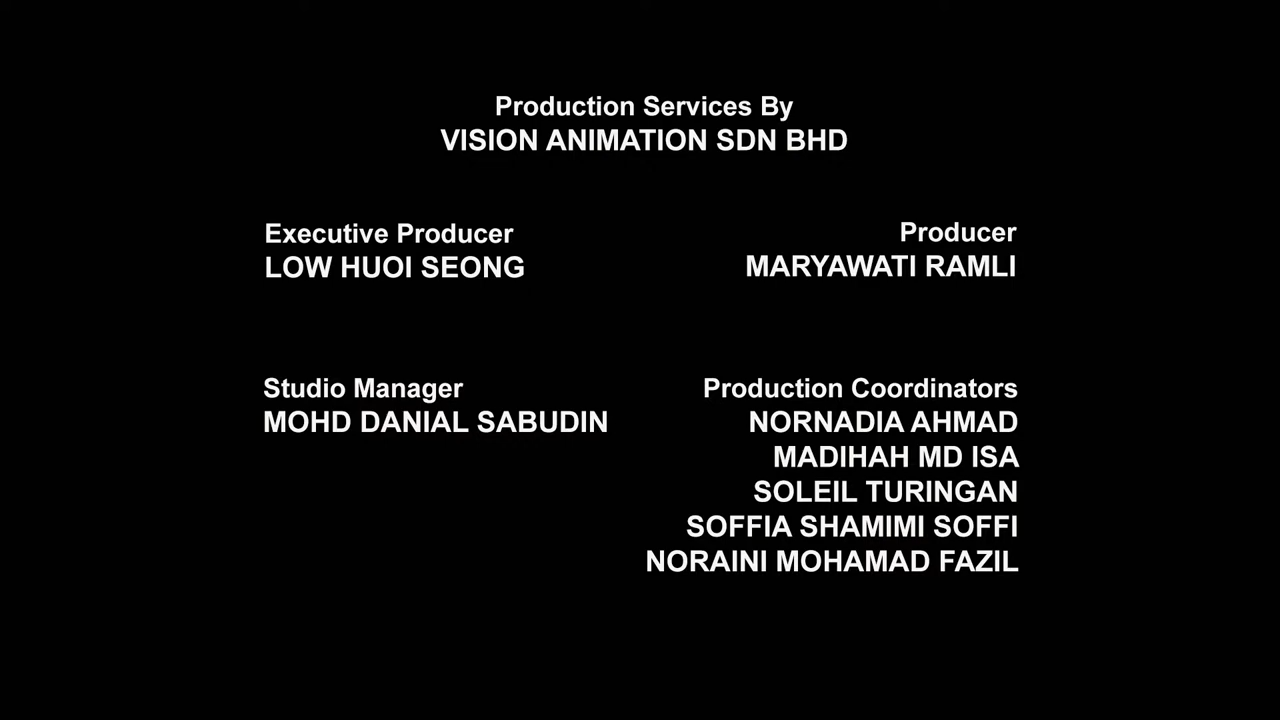 Production Services By
VISION ANIMATION SDN BHD
Executive Producer
LOW HUOI SEONG
Producer
MARYAWATI RAMLI
Studio Manager
MOHD DANIAL SABUDIN
Production Coordinators
NORNADIA AHMAD
MADIHAH MD ISA
SOLEIL TURINGAN
SOFFIA SHAMIMI SOFFI
NORAINI MOHAMAD FAZIL